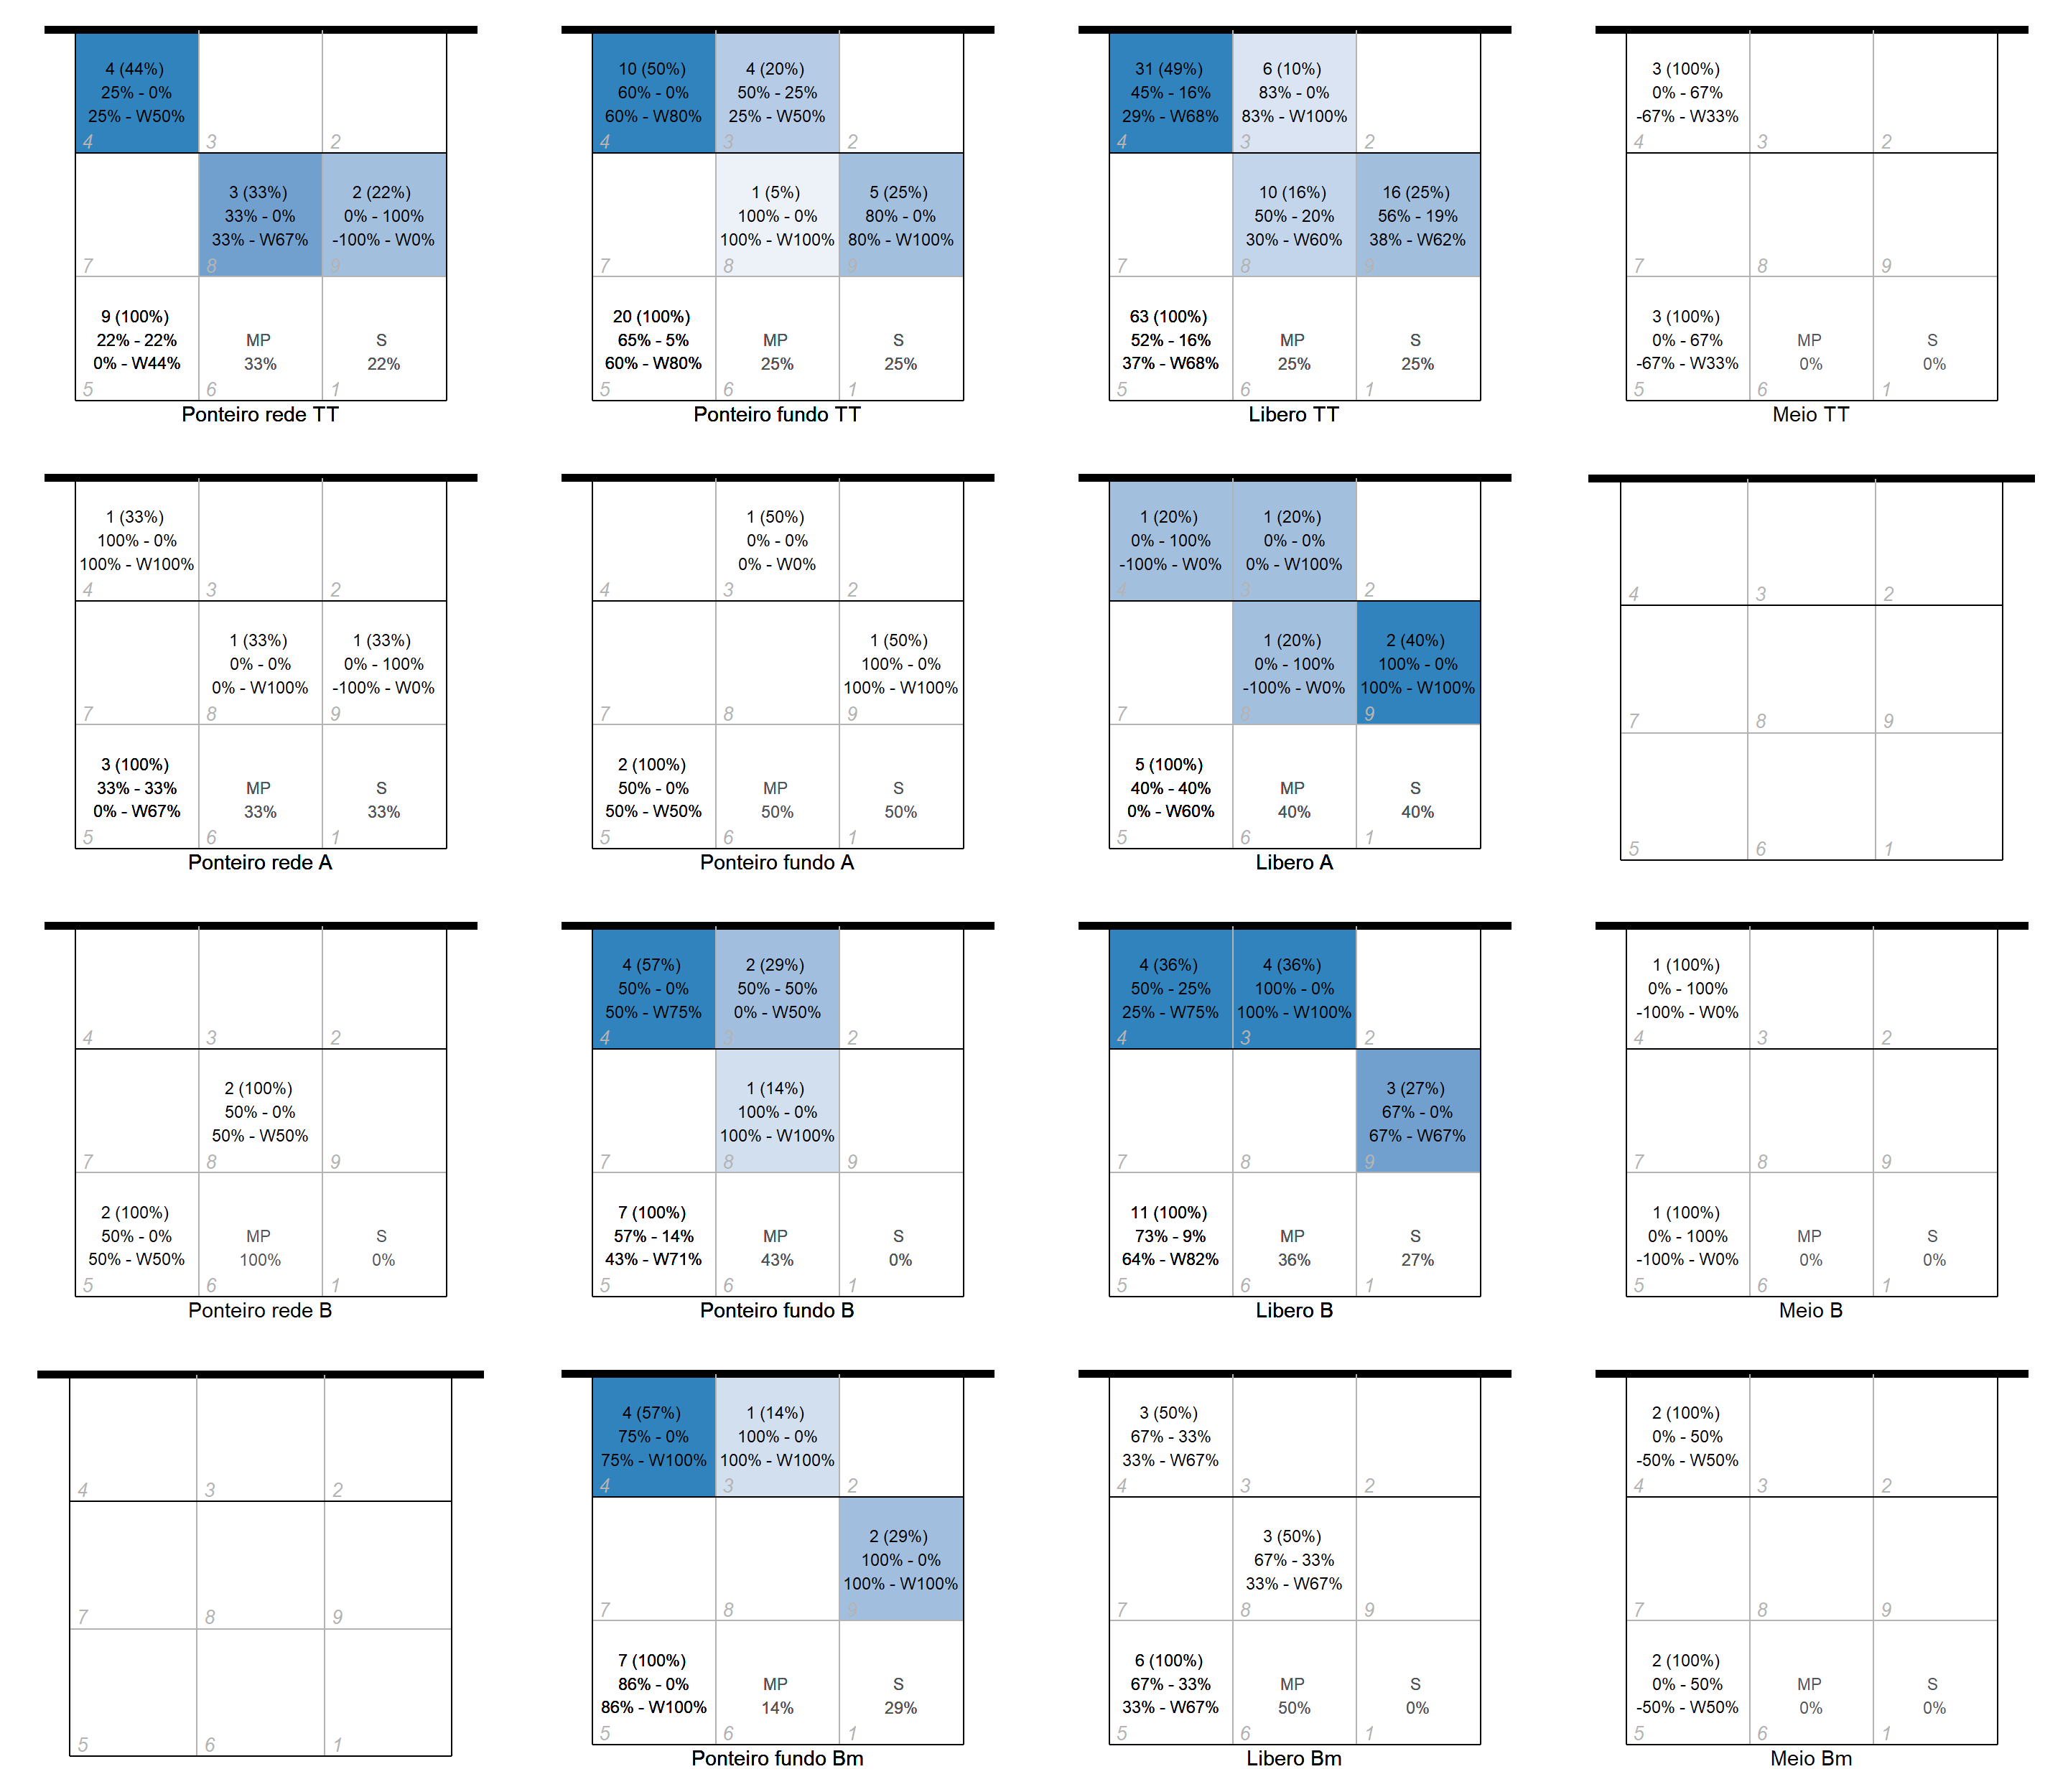 4 (44%)
25% - 0%
25% - W50%
4
3
2
3 (33%)
33% - 0%
33% - W67%
2 (22%)
0% - 100%
-100% - W0%
7
8
9
9 (100%)
22% - 22%
0% - W44%
MP
33%
S
22%
5
6
1
Ponteiro rede TT
10 (50%)
60% - 0%
60% - W80%
4 (20%)
50% - 25%
25% - W50%
4
3
2
1 (5%)
100% - 0%
100% - W100%
5 (25%)
80% - 0%
80% - W100%
7
8
9
20 (100%)
65% - 5%
60% - W80%
MP
25%
S
25%
5
6
1
Ponteiro fundo TT
31 (49%)
45% - 16%
29% - W68%
6 (10%)
83% - 0%
83% - W100%
4
3
2
10 (16%)
50% - 20%
30% - W60%
16 (25%)
56% - 19%
38% - W62%
7
8
9
63 (100%)
52% - 16%
37% - W68%
MP
25%
S
25%
5
6
1
Libero TT
3 (100%)
0% - 67%
-67% - W33%
4
3
2
7
8
9
3 (100%)
0% - 67%
-67% - W33%
MP
0%
S
0%
5
6
1
Meio TT
1 (33%)
100% - 0%
100% - W100%
4
3
2
1 (33%)
0% - 0%
0% - W100%
1 (33%)
0% - 100%
-100% - W0%
7
8
9
3 (100%)
33% - 33%
0% - W67%
MP
33%
S
33%
5
6
1
Ponteiro rede A
1 (50%)
0% - 0%
0% - W0%
4
3
2
1 (50%)
100% - 0%
100% - W100%
7
8
9
2 (100%)
50% - 0%
50% - W50%
MP
50%
S
50%
5
6
1
Ponteiro fundo A
1 (20%)
0% - 100%
-100% - W0%
1 (20%)
0% - 0%
0% - W100%
4
3
2
1 (20%)
0% - 100%
-100% - W0%
2 (40%)
100% - 0%
100% - W100%
7
8
9
5 (100%)
40% - 40%
0% - W60%
MP
40%
S
40%
5
6
1
Libero A
4
3
2
7
8
9
5
6
1
4
3
2
2 (100%)
50% - 0%
50% - W50%
7
8
9
2 (100%)
50% - 0%
50% - W50%
MP
100%
S
0%
5
6
1
Ponteiro rede B
4 (57%)
50% - 0%
50% - W75%
2 (29%)
50% - 50%
0% - W50%
4
3
2
1 (14%)
100% - 0%
100% - W100%
7
8
9
7 (100%)
57% - 14%
43% - W71%
MP
43%
S
0%
5
6
1
Ponteiro fundo B
4 (36%)
50% - 25%
25% - W75%
4 (36%)
100% - 0%
100% - W100%
4
3
2
3 (27%)
67% - 0%
67% - W67%
7
8
9
11 (100%)
73% - 9%
64% - W82%
MP
36%
S
27%
5
6
1
Libero B
1 (100%)
0% - 100%
-100% - W0%
4
3
2
7
8
9
1 (100%)
0% - 100%
-100% - W0%
MP
0%
S
0%
5
6
1
Meio B
4
3
2
7
8
9
5
6
1
4 (57%)
75% - 0%
75% - W100%
1 (14%)
100% - 0%
100% - W100%
4
3
2
2 (29%)
100% - 0%
100% - W100%
7
8
9
7 (100%)
86% - 0%
86% - W100%
MP
14%
S
29%
5
6
1
Ponteiro fundo Bm
3 (50%)
67% - 33%
33% - W67%
4
3
2
3 (50%)
67% - 33%
33% - W67%
7
8
9
6 (100%)
67% - 33%
33% - W67%
MP
50%
S
0%
5
6
1
Libero Bm
2 (100%)
0% - 50%
-50% - W50%
4
3
2
7
8
9
2 (100%)
0% - 50%
-50% - W50%
MP
0%
S
0%
5
6
1
Meio Bm